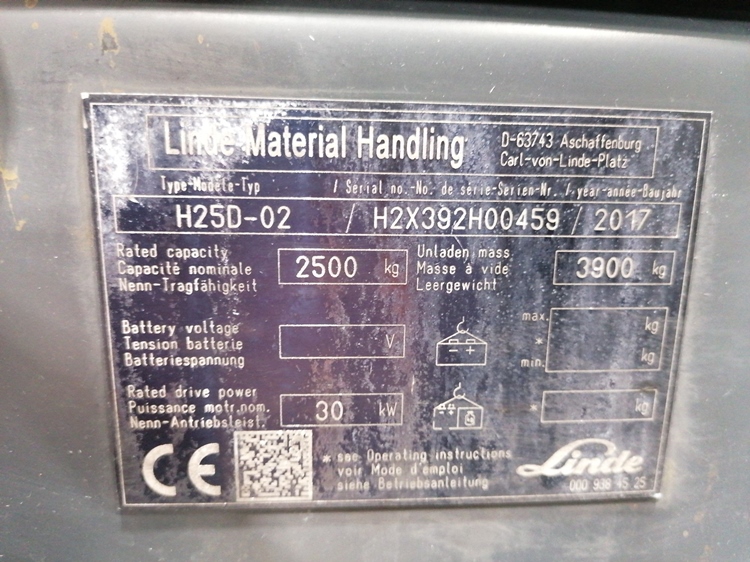 Linde Material Handling
D-63743 Aschaffenburg
Carl-von-Linde-Platz
Type-Modèle-Typ / Serial no.-No. de série-Serien-Nr. / year-année-Baujahr
H25D-02 / H2X392H00459 / 2017
Rated capacity
Capacité nominale
Nenn-Tragfähigkeit
2500 kg
Unladen mass
Masse à vide
Leergewicht
3900 kg
Battery voltage
Tension batterie
Batteriespannung
V
- +
max.
*
min.
kg
kg
Rated drive power
Puissance motr.nom.
Nenn-Antriebsleist.
30 kW
* kg
CE
* see Operating instructions
voir Mode d'emploi
siehe Betriebsanleitung
Linde
000 938 45 25